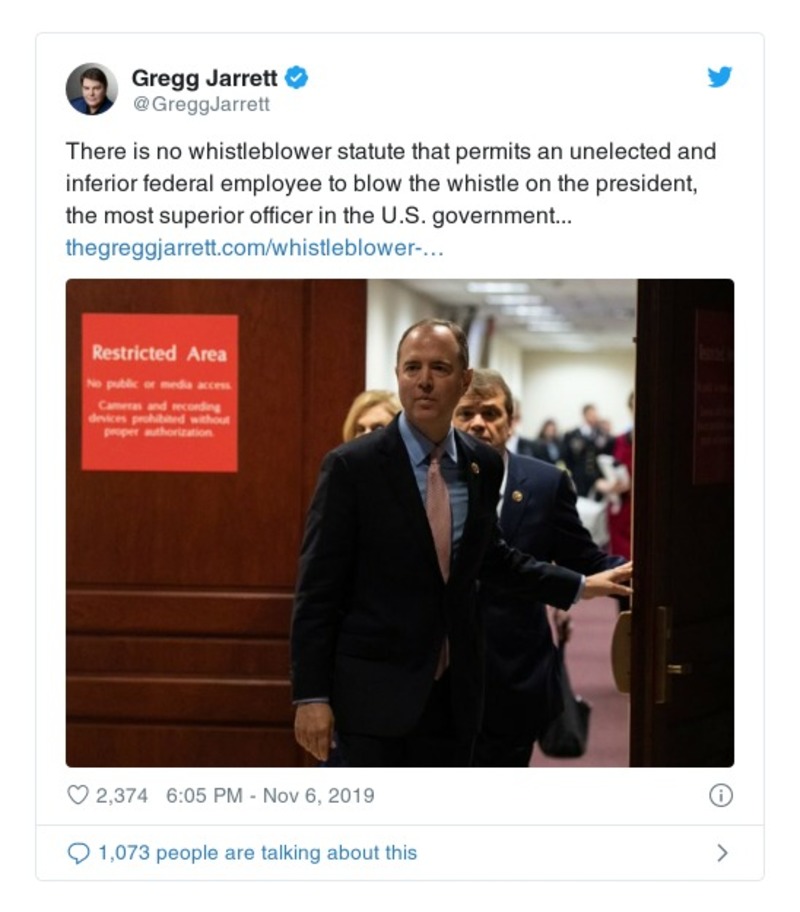 Gregg Jarrett
@GreggJarrett
There is no whistleblower statute that permits an unelected and
inferior federal employee to blow the whistle on the president,
the most superior officer in the U.S. government...
thegreggjarrett.com/whistleblower-...
Restricted Area
No public or media access.
Cameras and recording
devices prohibited without
proper authorization.
2,374 6:05 PM - Nov 6, 2019
1,073 people are talking about this